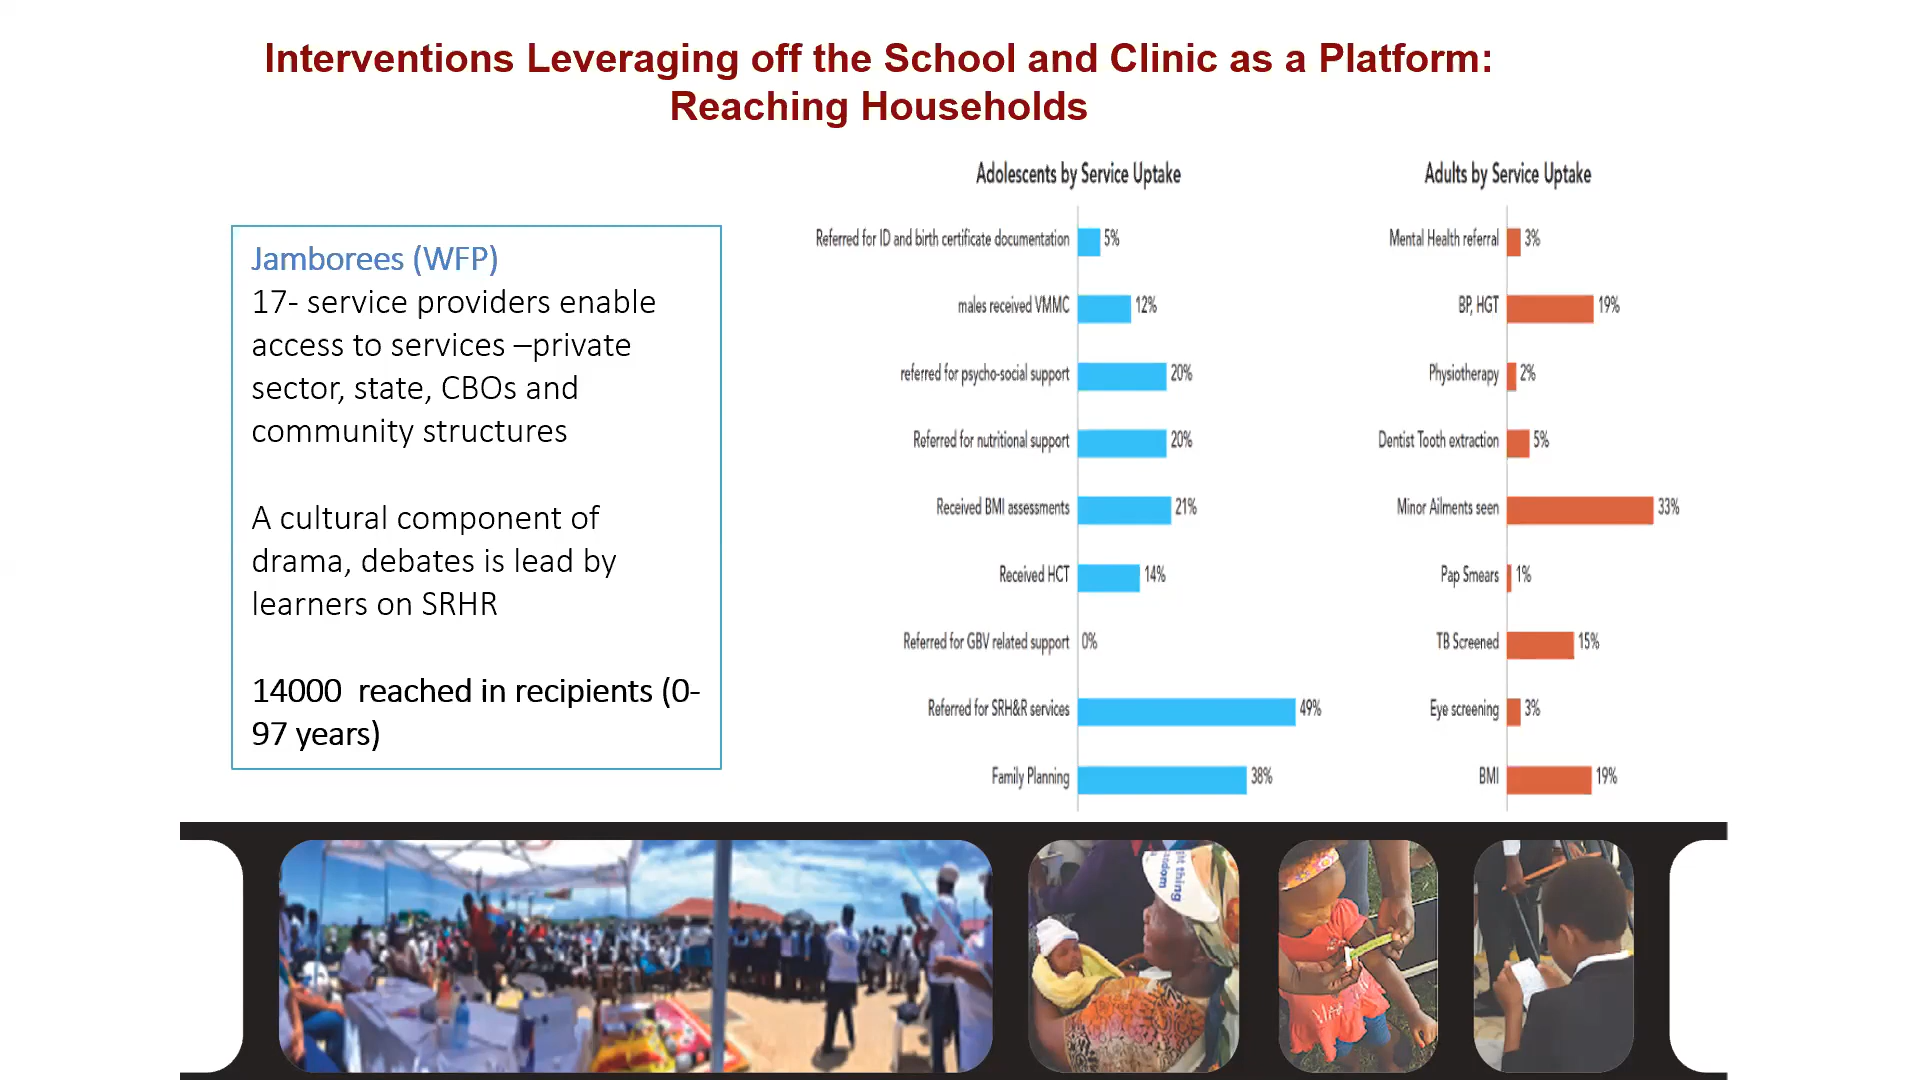 Interventions Leveraging off the School and Clinic as a Platform:
Reaching Households
Jamborees (WFP)
17- service providers enable
access to services –private
sector, state, CBOs and
community structures
A cultural component of
drama, debates is lead by
learners on SRHR
14000  reached in recipients (0-
97 years)
Adolescents by Service Uptake
Referred for ID and birth certificate documentation 5%
males received VMMC 12%
referred for psycho-social support 20%
Referred for nutritional support 20%
Received BMI assessments 21%
Received HCT 14%
Referred for GBV related support 0%
Referred for SRH&R services 49%
Family Planning 38%
Adults by Service Uptake
Mental Health referral 3%
BP, HGT 19%
Physiotherapy 2%
Dentist Tooth extraction 5%
Minor Ailments seen 33%
Pap Smears 1%
TB Screened 15%
Eye screening 3%
BMI 19%
thing